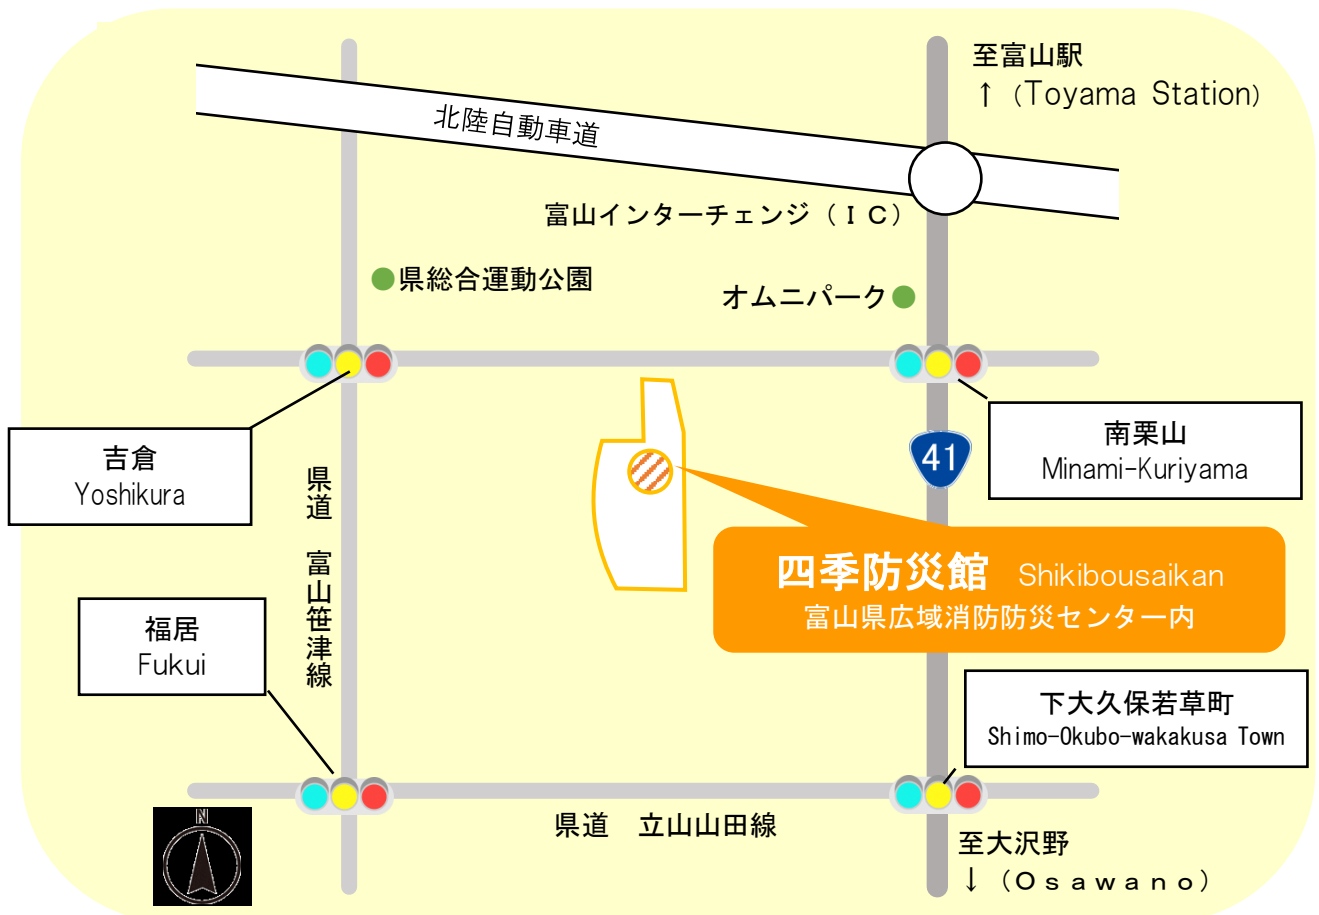 至富山駅
↑（Toyama Station）
北陸自動車道
富山インターチェンジ（ＩＣ）
県総合運動公園
オムニパーク
南栗山
Minami-Kuriyama
吉倉
Yoshikura
41
県道　富山笹津線
四季防災館 Shikibousaikan
富山県広域消防防災センター内
福居
Fukui
下大久保若草町
Shimo-Okubo-wakakusa Town
県道　立山山田線
N
至大沢野
↓（Ｏｓａｗａｎｏ）